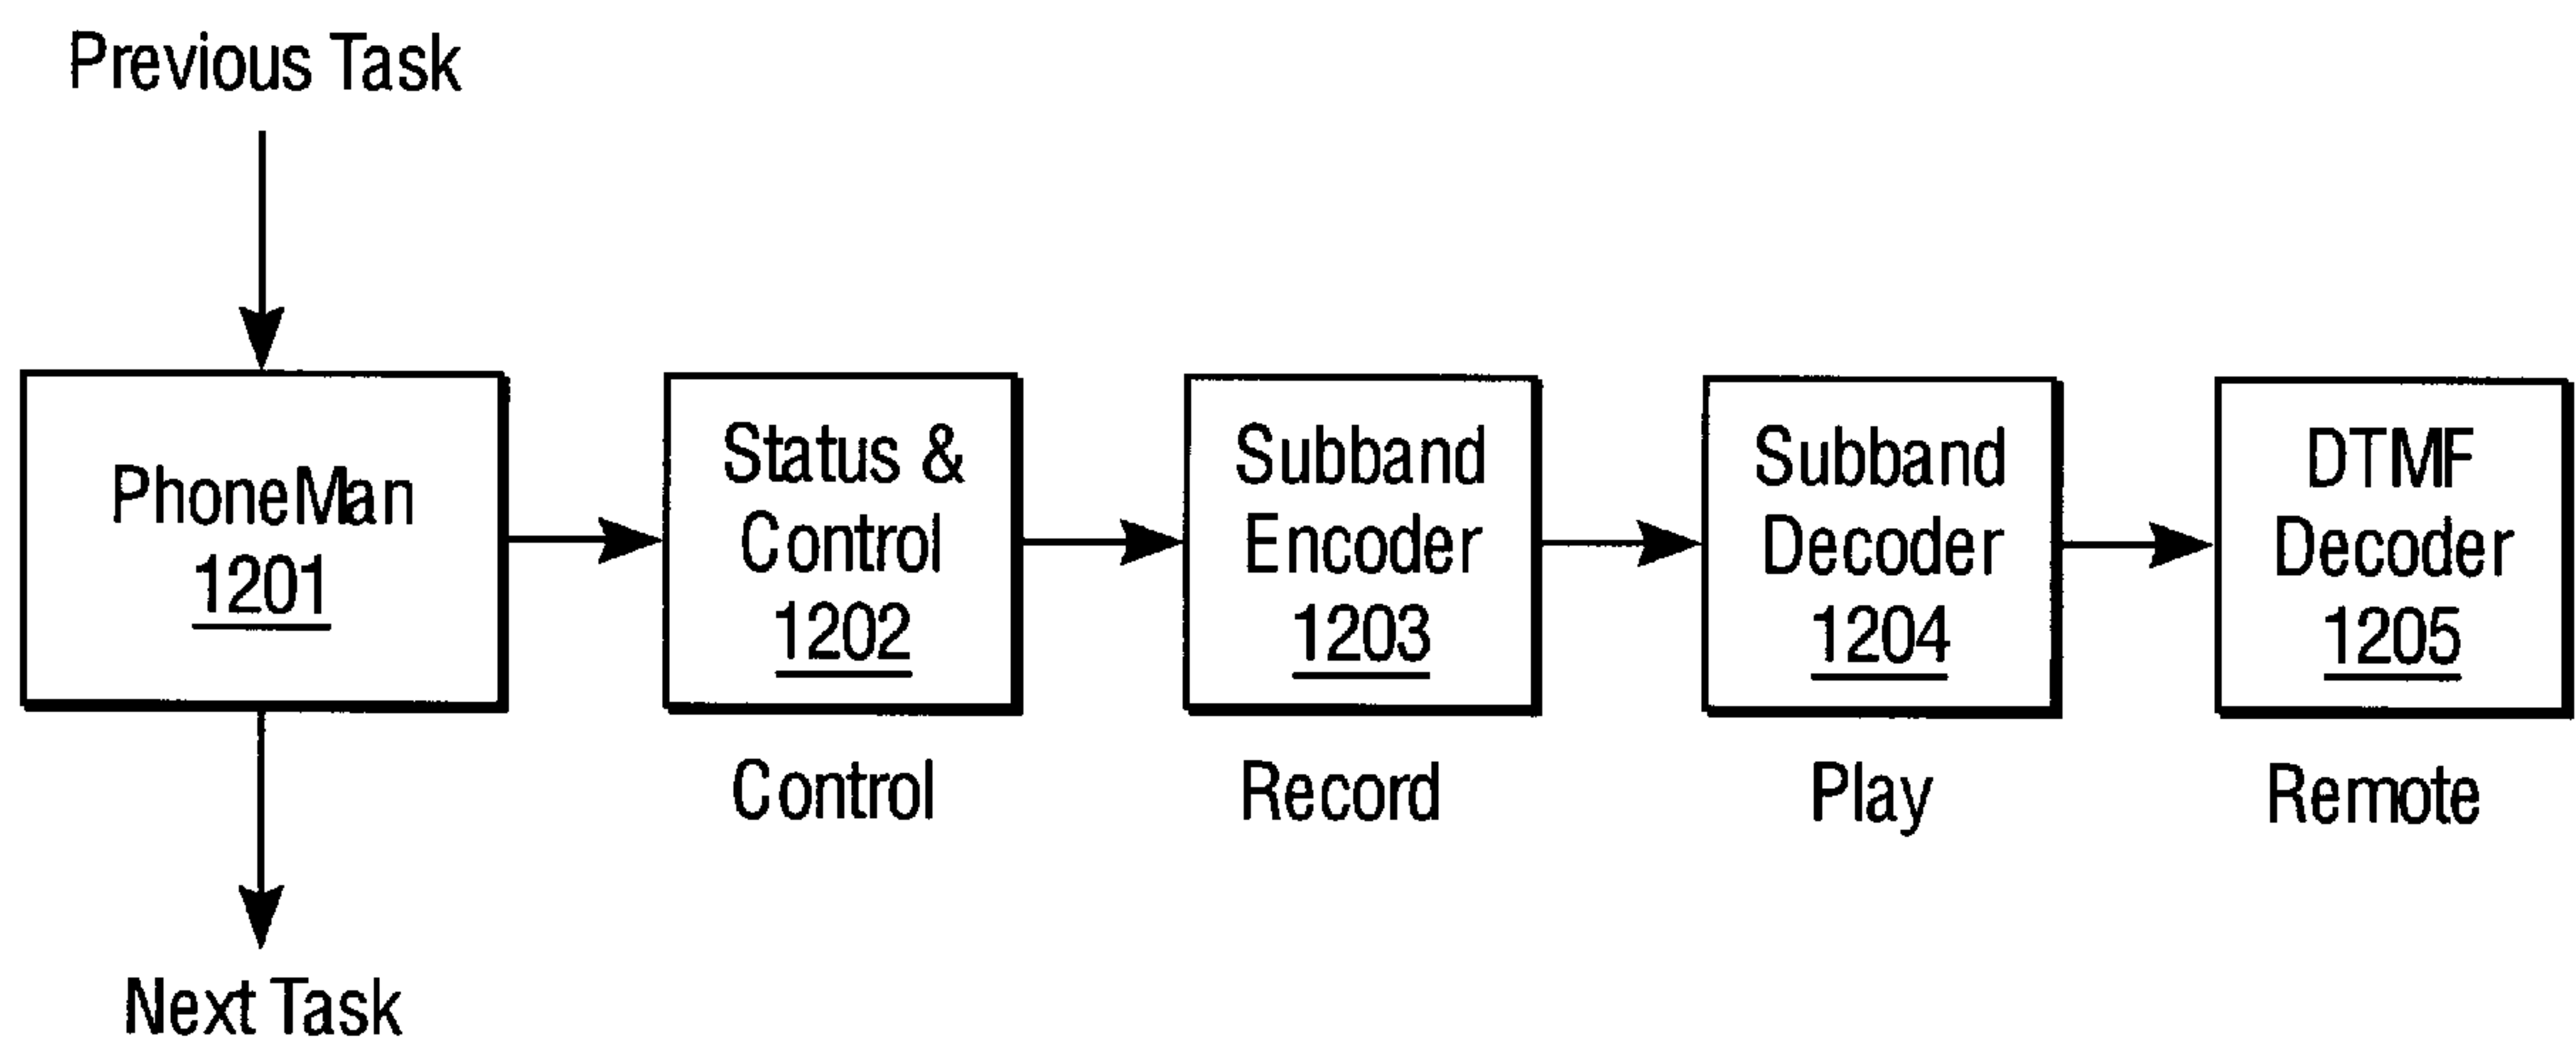 Previous Task
PhoneMan
1201
Status &
Control
1202
Subband
Encoder
1203
Subband
Decoder
1204
DTMF
Decoder
1205
Control
Record
Play
Remote
Next Task